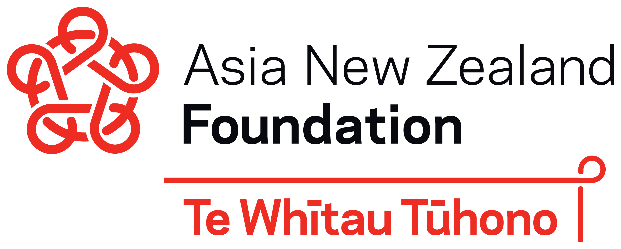 Asia New Zealand
Foundation
Te Whītau Tūhono